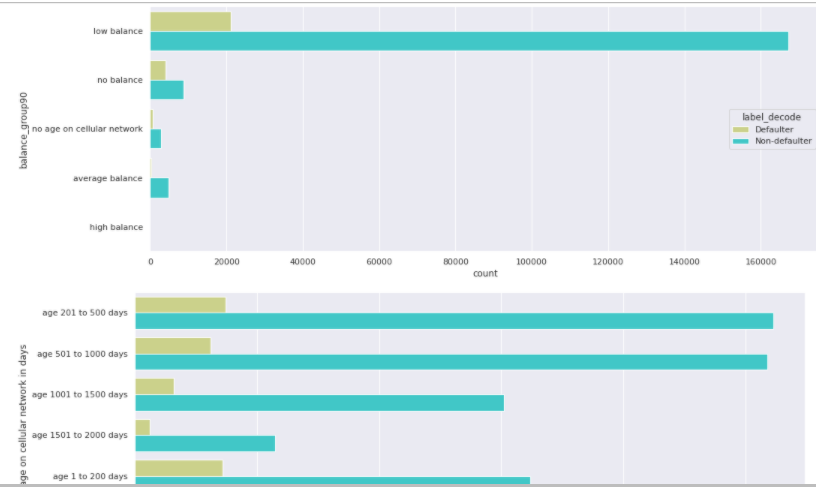 low balance
no balance
no age on cellular network
average balance
high balance
balance_group90
label_decode
Defaulter
Non-defaulter
0 20000 40000 60000 80000 100000 120000 140000 160000
count
age 201 to 500 days
age 501 to 1000 days
age 1001 to 1500 days
age 1501 to 2000 days
age 1 to 200 days
age on cellular network in days